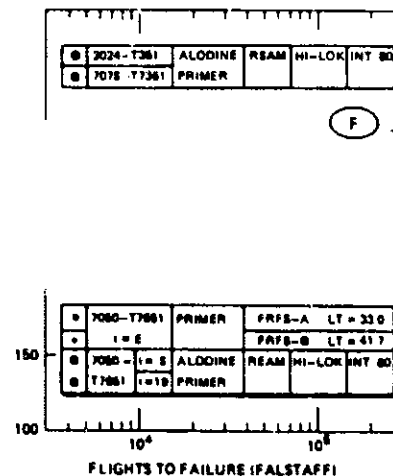 2024-T351 ALODINE REAM HI-LOK INT 80
7075-T7351 PRIMER
F
7050-T7651 PRIMER FRFS-A LT = 33.0
FRFS-B LT = 41.7
150
7050- ALODINE REAM HI-LOK INT 80
T7651 PRIMER
100
10⁴ 10⁵
FLIGHTS TO FAILURE (FALSTAFF)